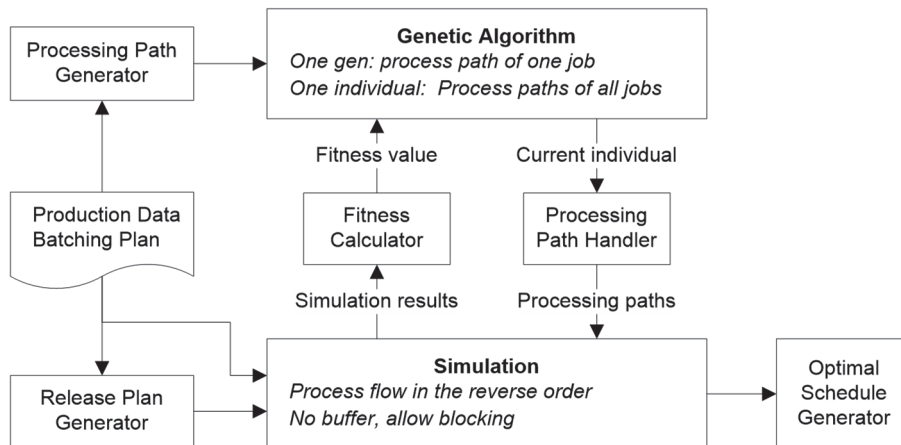 Processing Path
Generator
Genetic Algorithm
One gen: process path of one job
One individual: Process paths of all jobs
Fitness value
Current individual
Production Data
Batching Plan
Fitness
Calculator
Processing
Path Handler
Simulation results
Processing paths
Release Plan
Generator
Simulation
Process flow in the reverse order
No buffer, allow blocking
Optimal
Schedule
Generator